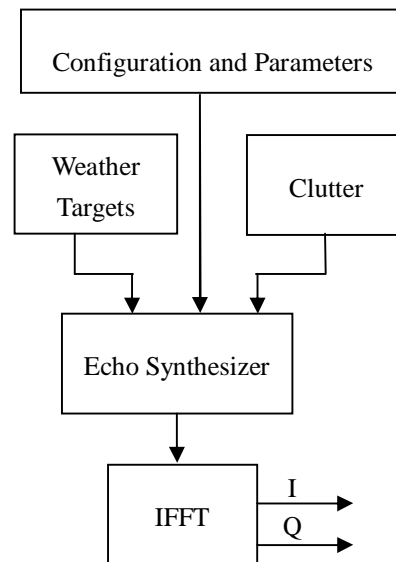 Configuration and Parameters
Weather
Targets
Clutter
Echo Synthesizer
IFFT
I
Q